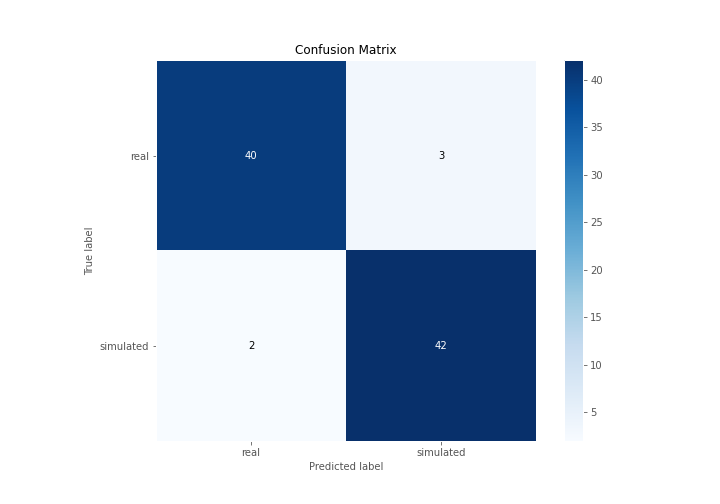 Confusion Matrix
True label
real
40
3
simulated
2
42
real
simulated
Predicted label
40
35
30
25
20
15
10
5